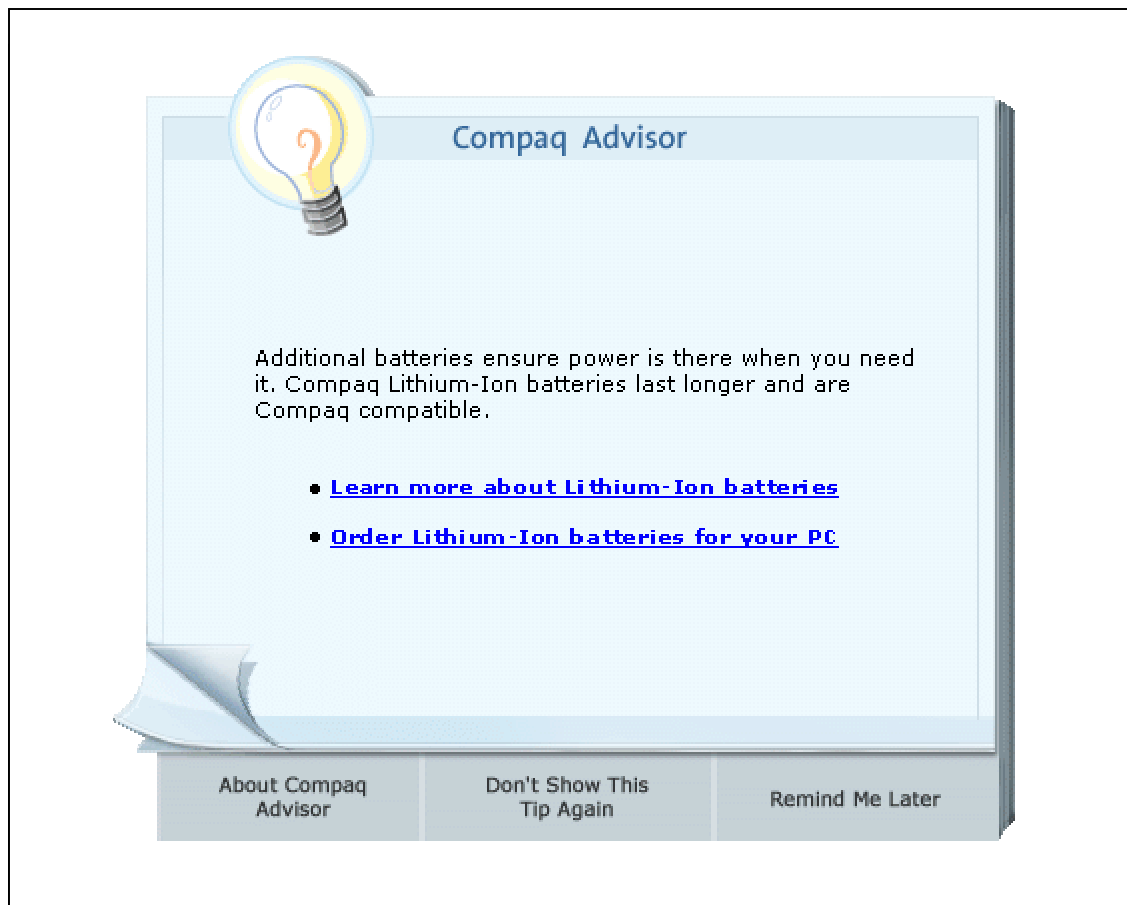 Compaq Advisor
Additional batteries ensure power is there when you need
it. Compaq Lithium-Ion batteries last longer and are
Compaq compatible.
• Learn more about Lithium-Ion batteries
• Order Lithium-Ion batteries for your PC
About Compaq
Advisor
Don't Show This
Tip Again
Remind Me Later